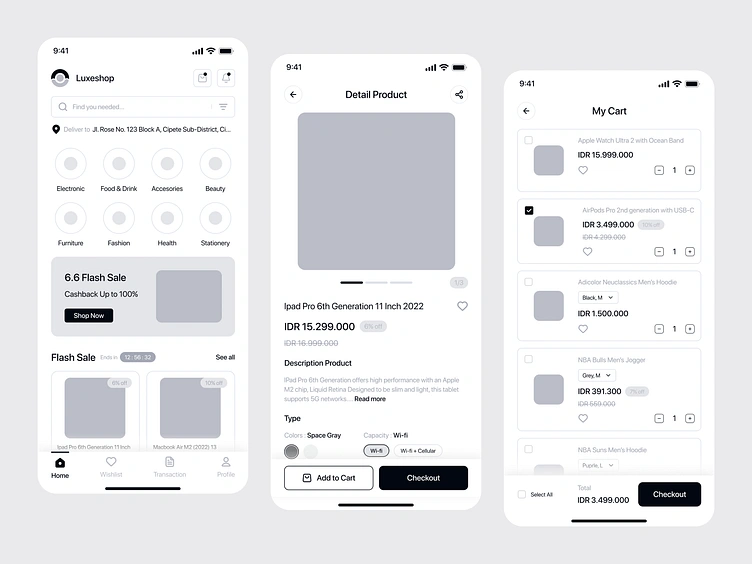 9:41
Luxeshop
Find you needed...
Deliver to Jl. Rose No. 123 Block A, Cipete Sub-District, Ci...
Electronic Food & Drink Accesories Beauty
Furniture Fashion Health Stationery
6.6 Flash Sale
Cashback Up to 100%
Shop Now
Flash Sale Ends in 12 : 56 : 32 See all
6% off 10% off
Ipad Pro 6th Generation 11 Inch Macbook Air M2 (2022) 13
Home Wishlist Transaction Profile
9:41
Detail Product
1/3
Ipad Pro 6th Generation 11 Inch 2022
IDR 15.299.000 6% off
IDR 16.999.000
Description Product
IPad Pro 6th Generation offers high performance with an Apple
M2 chip, Liquid Retina Designed to be slim and light, this tablet
supports 5G networks.... Read more
Type
Colors : Space Gray Capacity : Wi-fi
Wi-fi Wi-fi + Cellular
Add to Cart Checkout
9:41
My Cart
Apple Watch Ultra 2 with Ocean Band
IDR 15.999.000
1
AirPods Pro 2nd generation with USB-C
IDR 3.499.000 10% off
IDR 4.299.000
1
Adicolor Neuclassics Men's Hoodie
Black, M
IDR 1.500.000
1
NBA Bulls Men's Jogger
Grey, M
IDR 391.300 7% off
IDR 559.000
1
NBA Suns Men's Hoodie
Purple, L
Select All
Total
IDR 3.499.000
Checkout